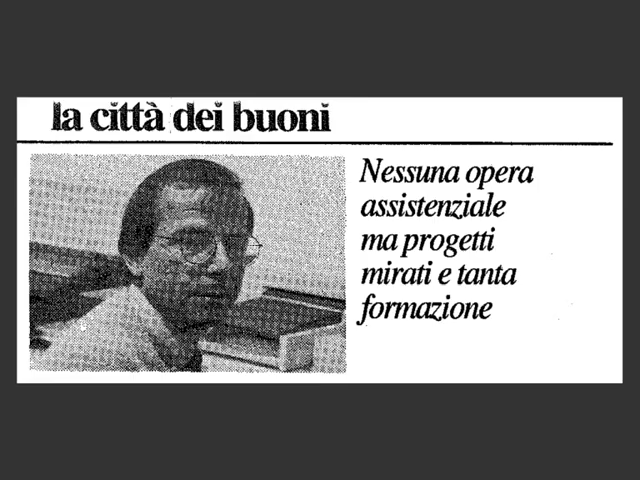 la città dei buoni
Nessuna opera
assistenziale
ma progetti
mirati e tanta
formazione